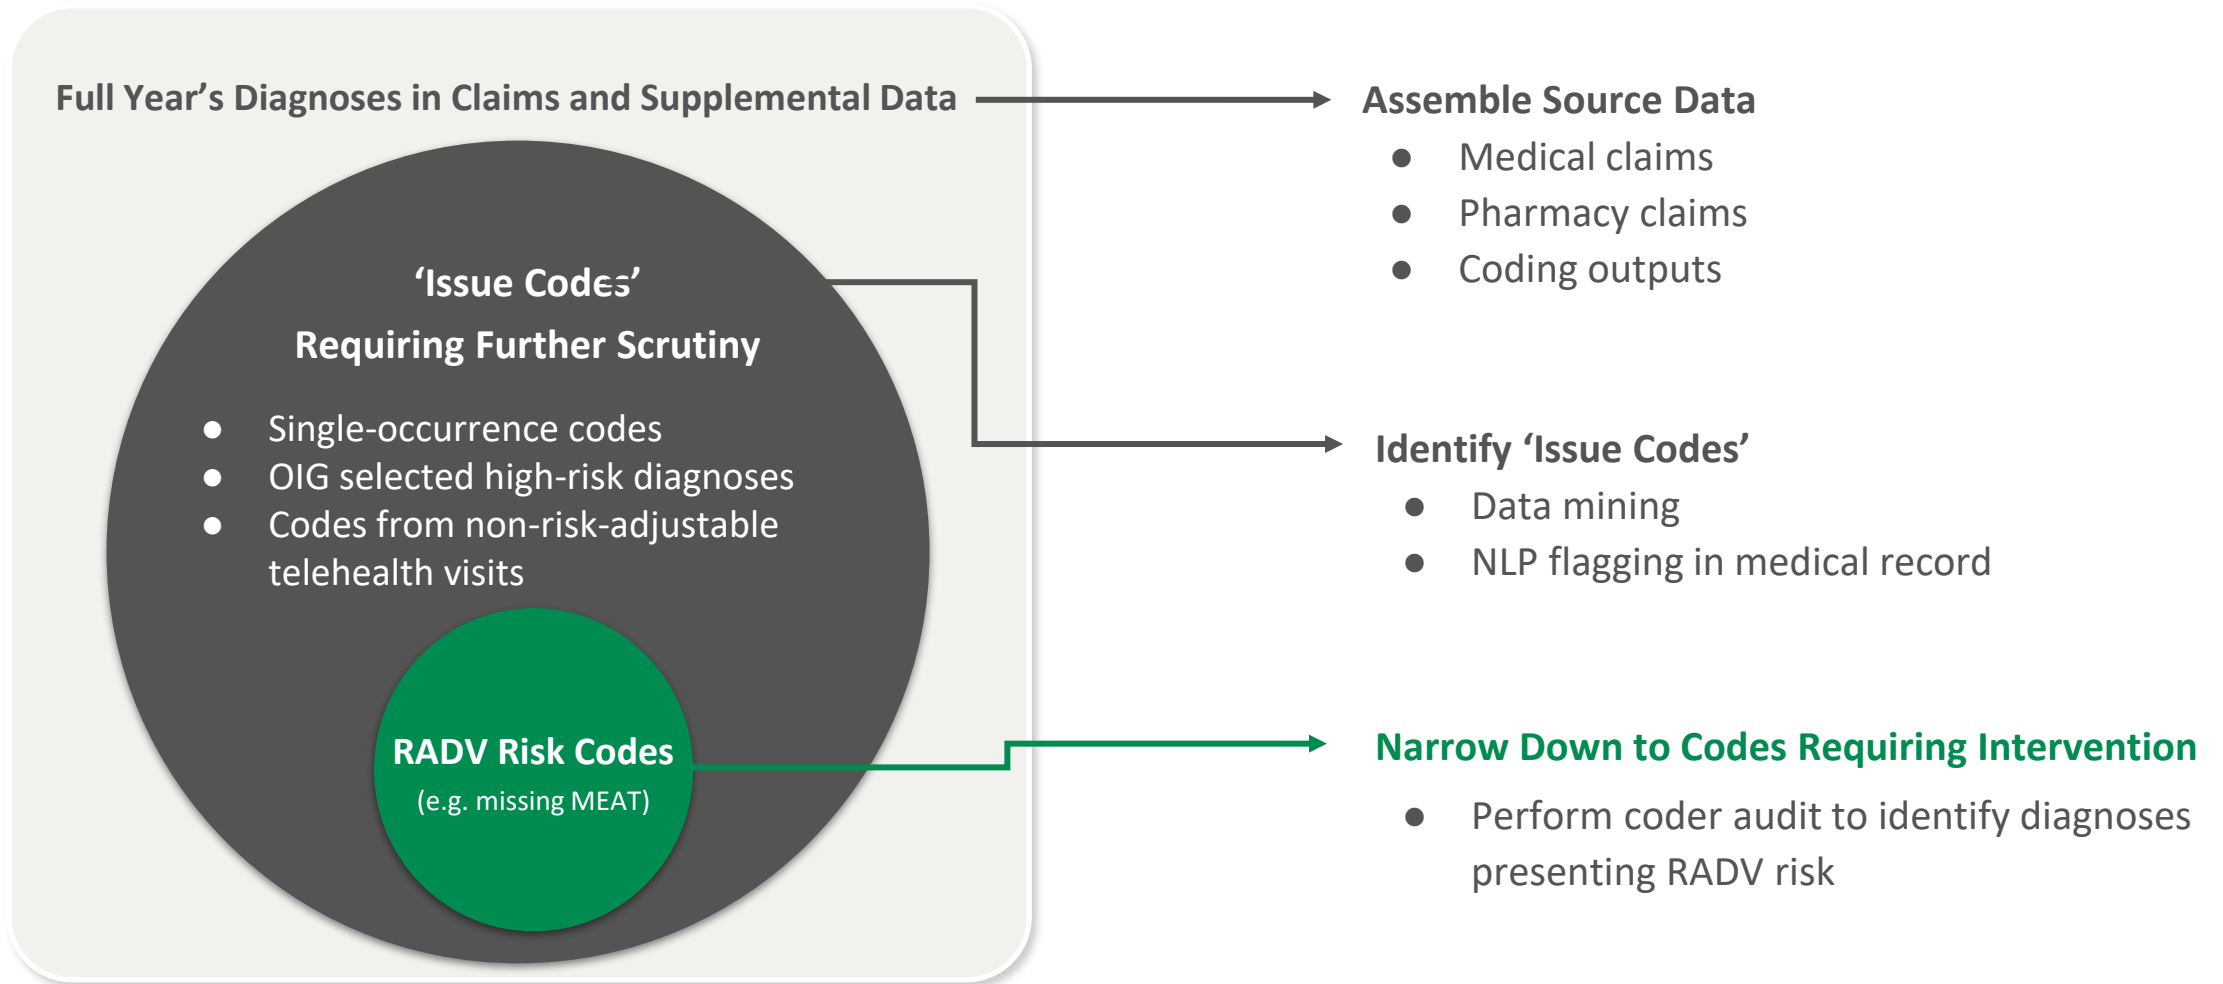 Full Year’s Diagnoses in Claims and Supplemental Data
‘Issue Codes’
Requiring Further Scrutiny
● Single-occurrence codes
● OIG selected high-risk diagnoses
● Codes from non-risk-adjustable
telehealth visits
RADV Risk Codes
(e.g. missing MEAT)
Assemble Source Data
● Medical claims
● Pharmacy claims
● Coding outputs
Identify ‘Issue Codes’
● Data mining
● NLP flagging in medical record
Narrow Down to Codes Requiring Intervention
● Perform coder audit to identify diagnoses
presenting RADV risk